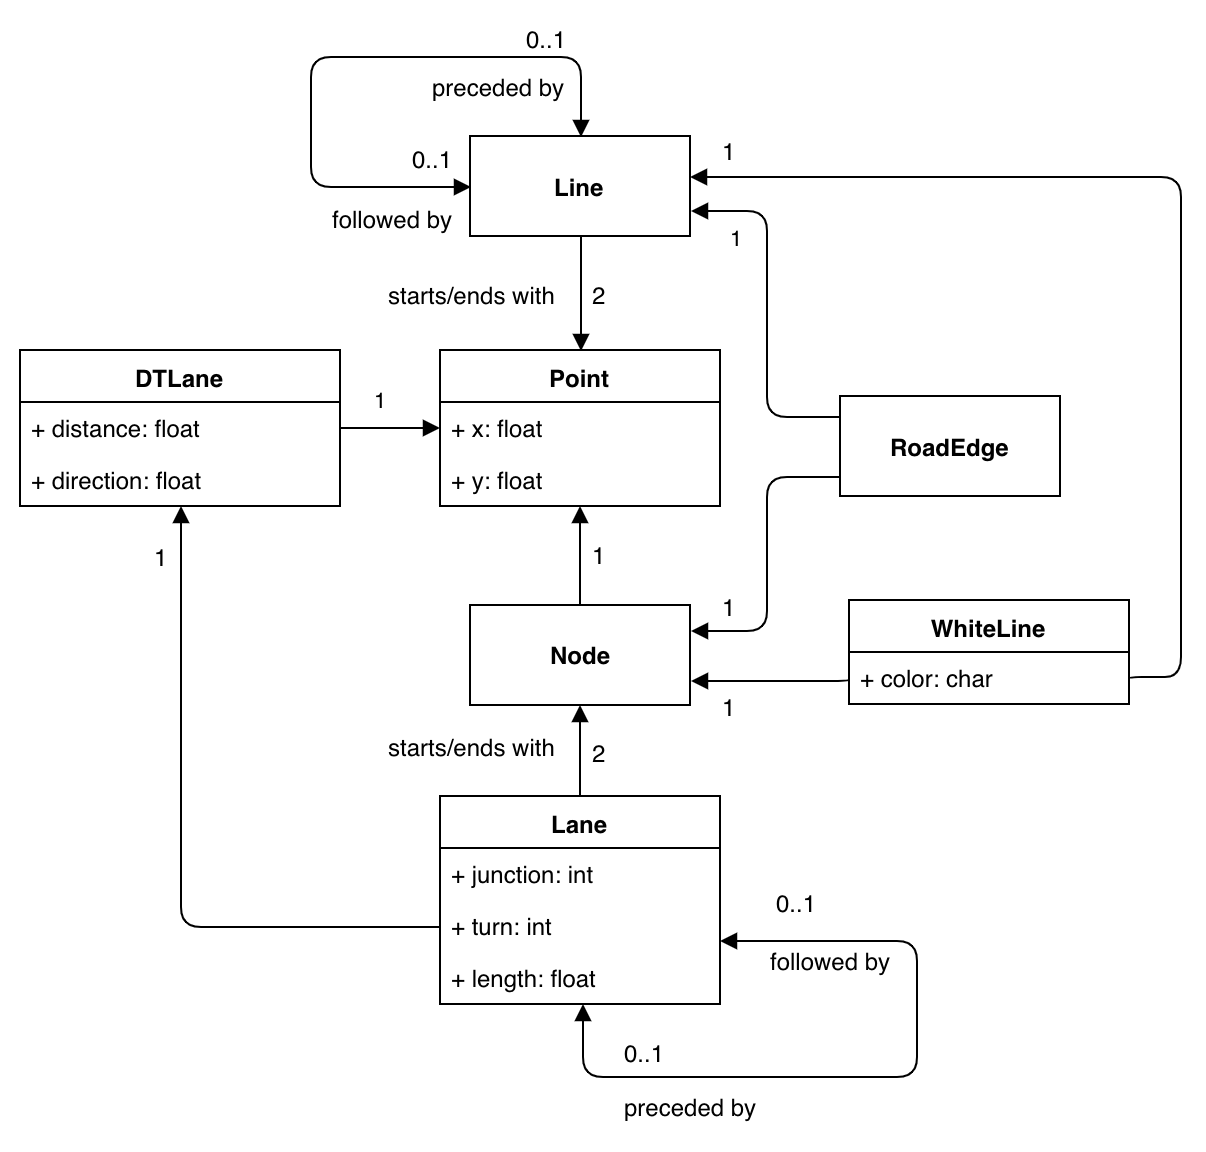 0..1
preceded by
0..1
followed by
Line
1
1
starts/ends with 2
DTLane
+ distance: float
+ direction: float
1
Point
+ x: float
+ y: float
RoadEdge
1
1
1
Node
1
WhiteLine
+ color: char
starts/ends with 2
Lane
+ junction: int
+ turn: int
+ length: float
0..1
followed by
0..1
preceded by